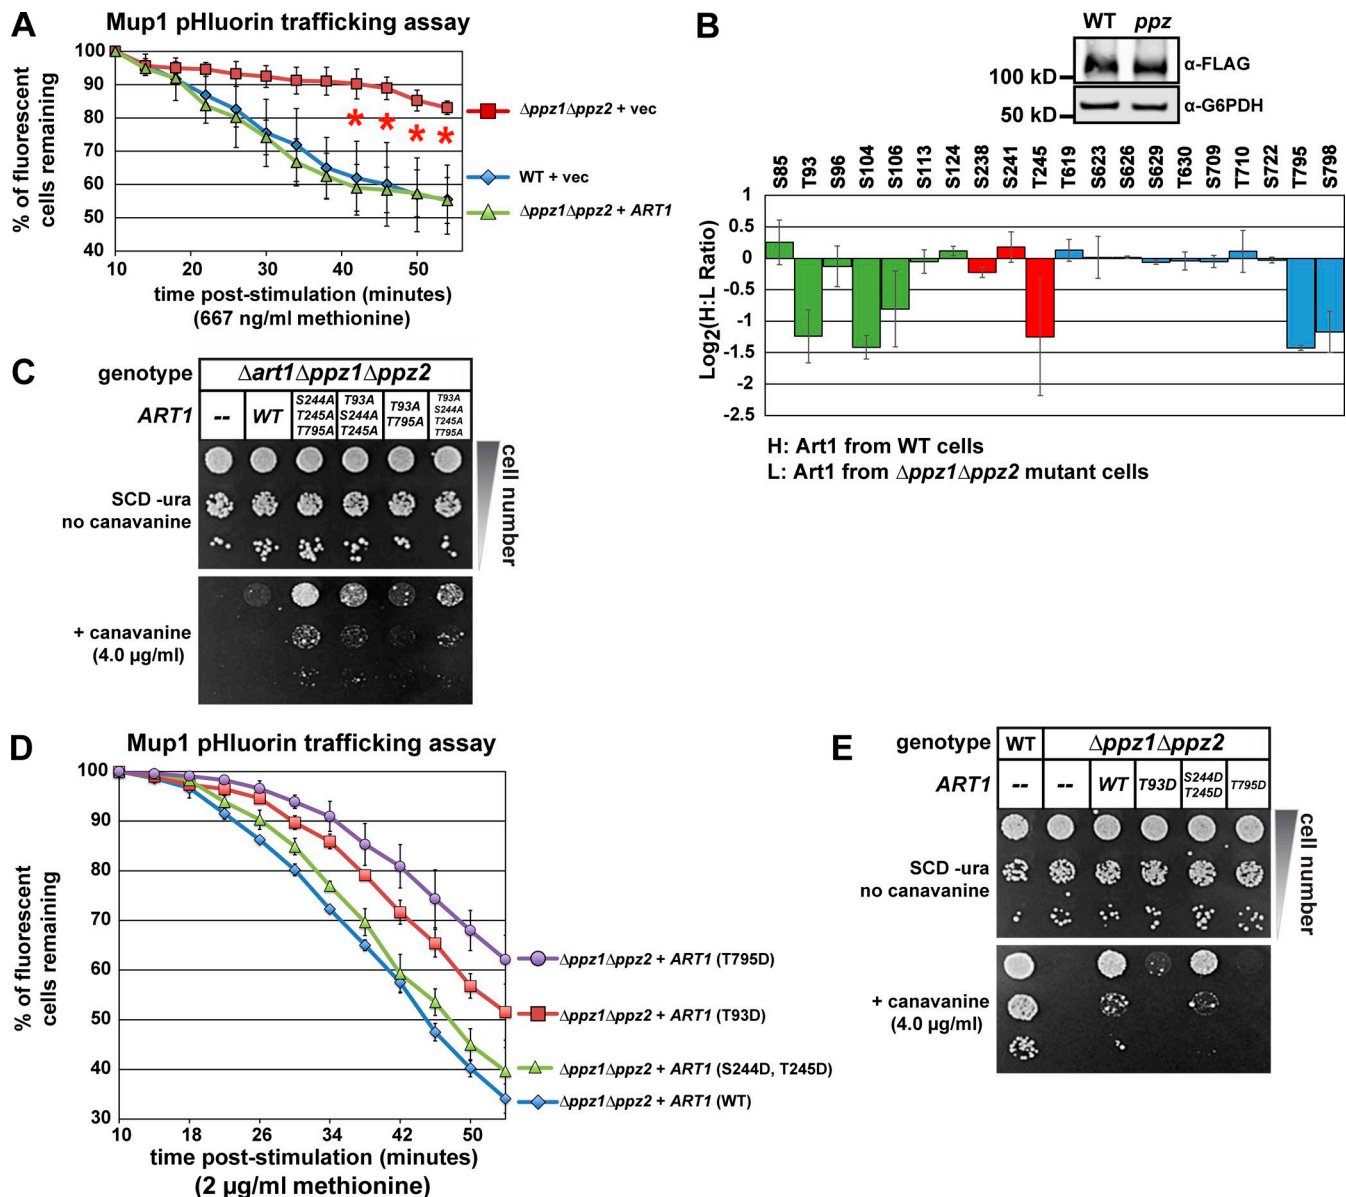 A
Mup1 pHluorin trafficking assay
% of fluorescent
cells remaining
100
90
80
70
60
50
40
10
20
30
40
50
time post-stimulation (minutes)
(667 ng/ml methionine)
Δppz1Δppz2 + vec
*
*
*
*
WT + vec
Δppz1Δppz2 + ART1
B
WT ppz
100 kD
α-FLAG
50 kD
α-G6PDH
S85
T93
S96
S104
S106
S113
S124
S238
S241
T245
T619
S623
S626
S629
T630
S709
T710
S722
T795
S798
Log2(H:L Ratio)
1
0.5
0
-0.5
-1
-1.5
-2
-2.5
H: Art1 from WT cells
L: Art1 from Δppz1Δppz2 mutant cells
C
genotype
Δart1Δppz1Δppz2
ART1
--
WT
S244A
T245A
T795A
T93A
S244A
T245A
T93A
T795A
T93A
S244A
T245A
T795A
SCD -ura
no canavanine
+ canavanine
(4.0 µg/ml)
cell number
D
Mup1 pHluorin trafficking assay
% of fluorescent
cells remaining
100
90
80
70
60
50
40
30
10
18
26
34
42
50
time post-stimulation (minutes)
(2 µg/ml methionine)
Δppz1Δppz2 + ART1 (T795D)
Δppz1Δppz2 + ART1 (T93D)
Δppz1Δppz2 + ART1 (S244D, T245D)
Δppz1Δppz2 + ART1 (WT)
E
genotype
WT
Δppz1Δppz2
ART1
--
--
WT
T93D
S244D
T245D
T795D
SCD -ura
no canavanine
+ canavanine
(4.0 µg/ml)
cell number